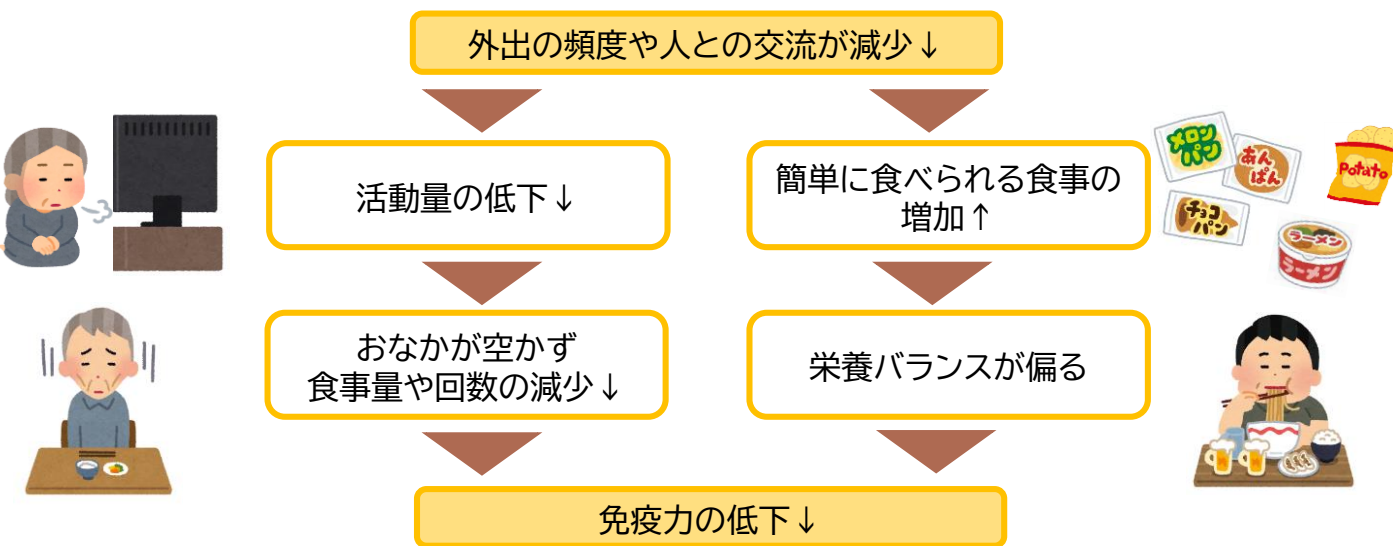 外出の頻度や人との交流が減少↓
活動量の低下↓
簡単に食べられる食事の
増加↑
メロン
パン
あん
ぱん
Potato
チョコ
パン
ラーメン
ラーメン
おなかが空かず
食事量や回数の減少↓
栄養バランスが偏る
免疫力の低下↓